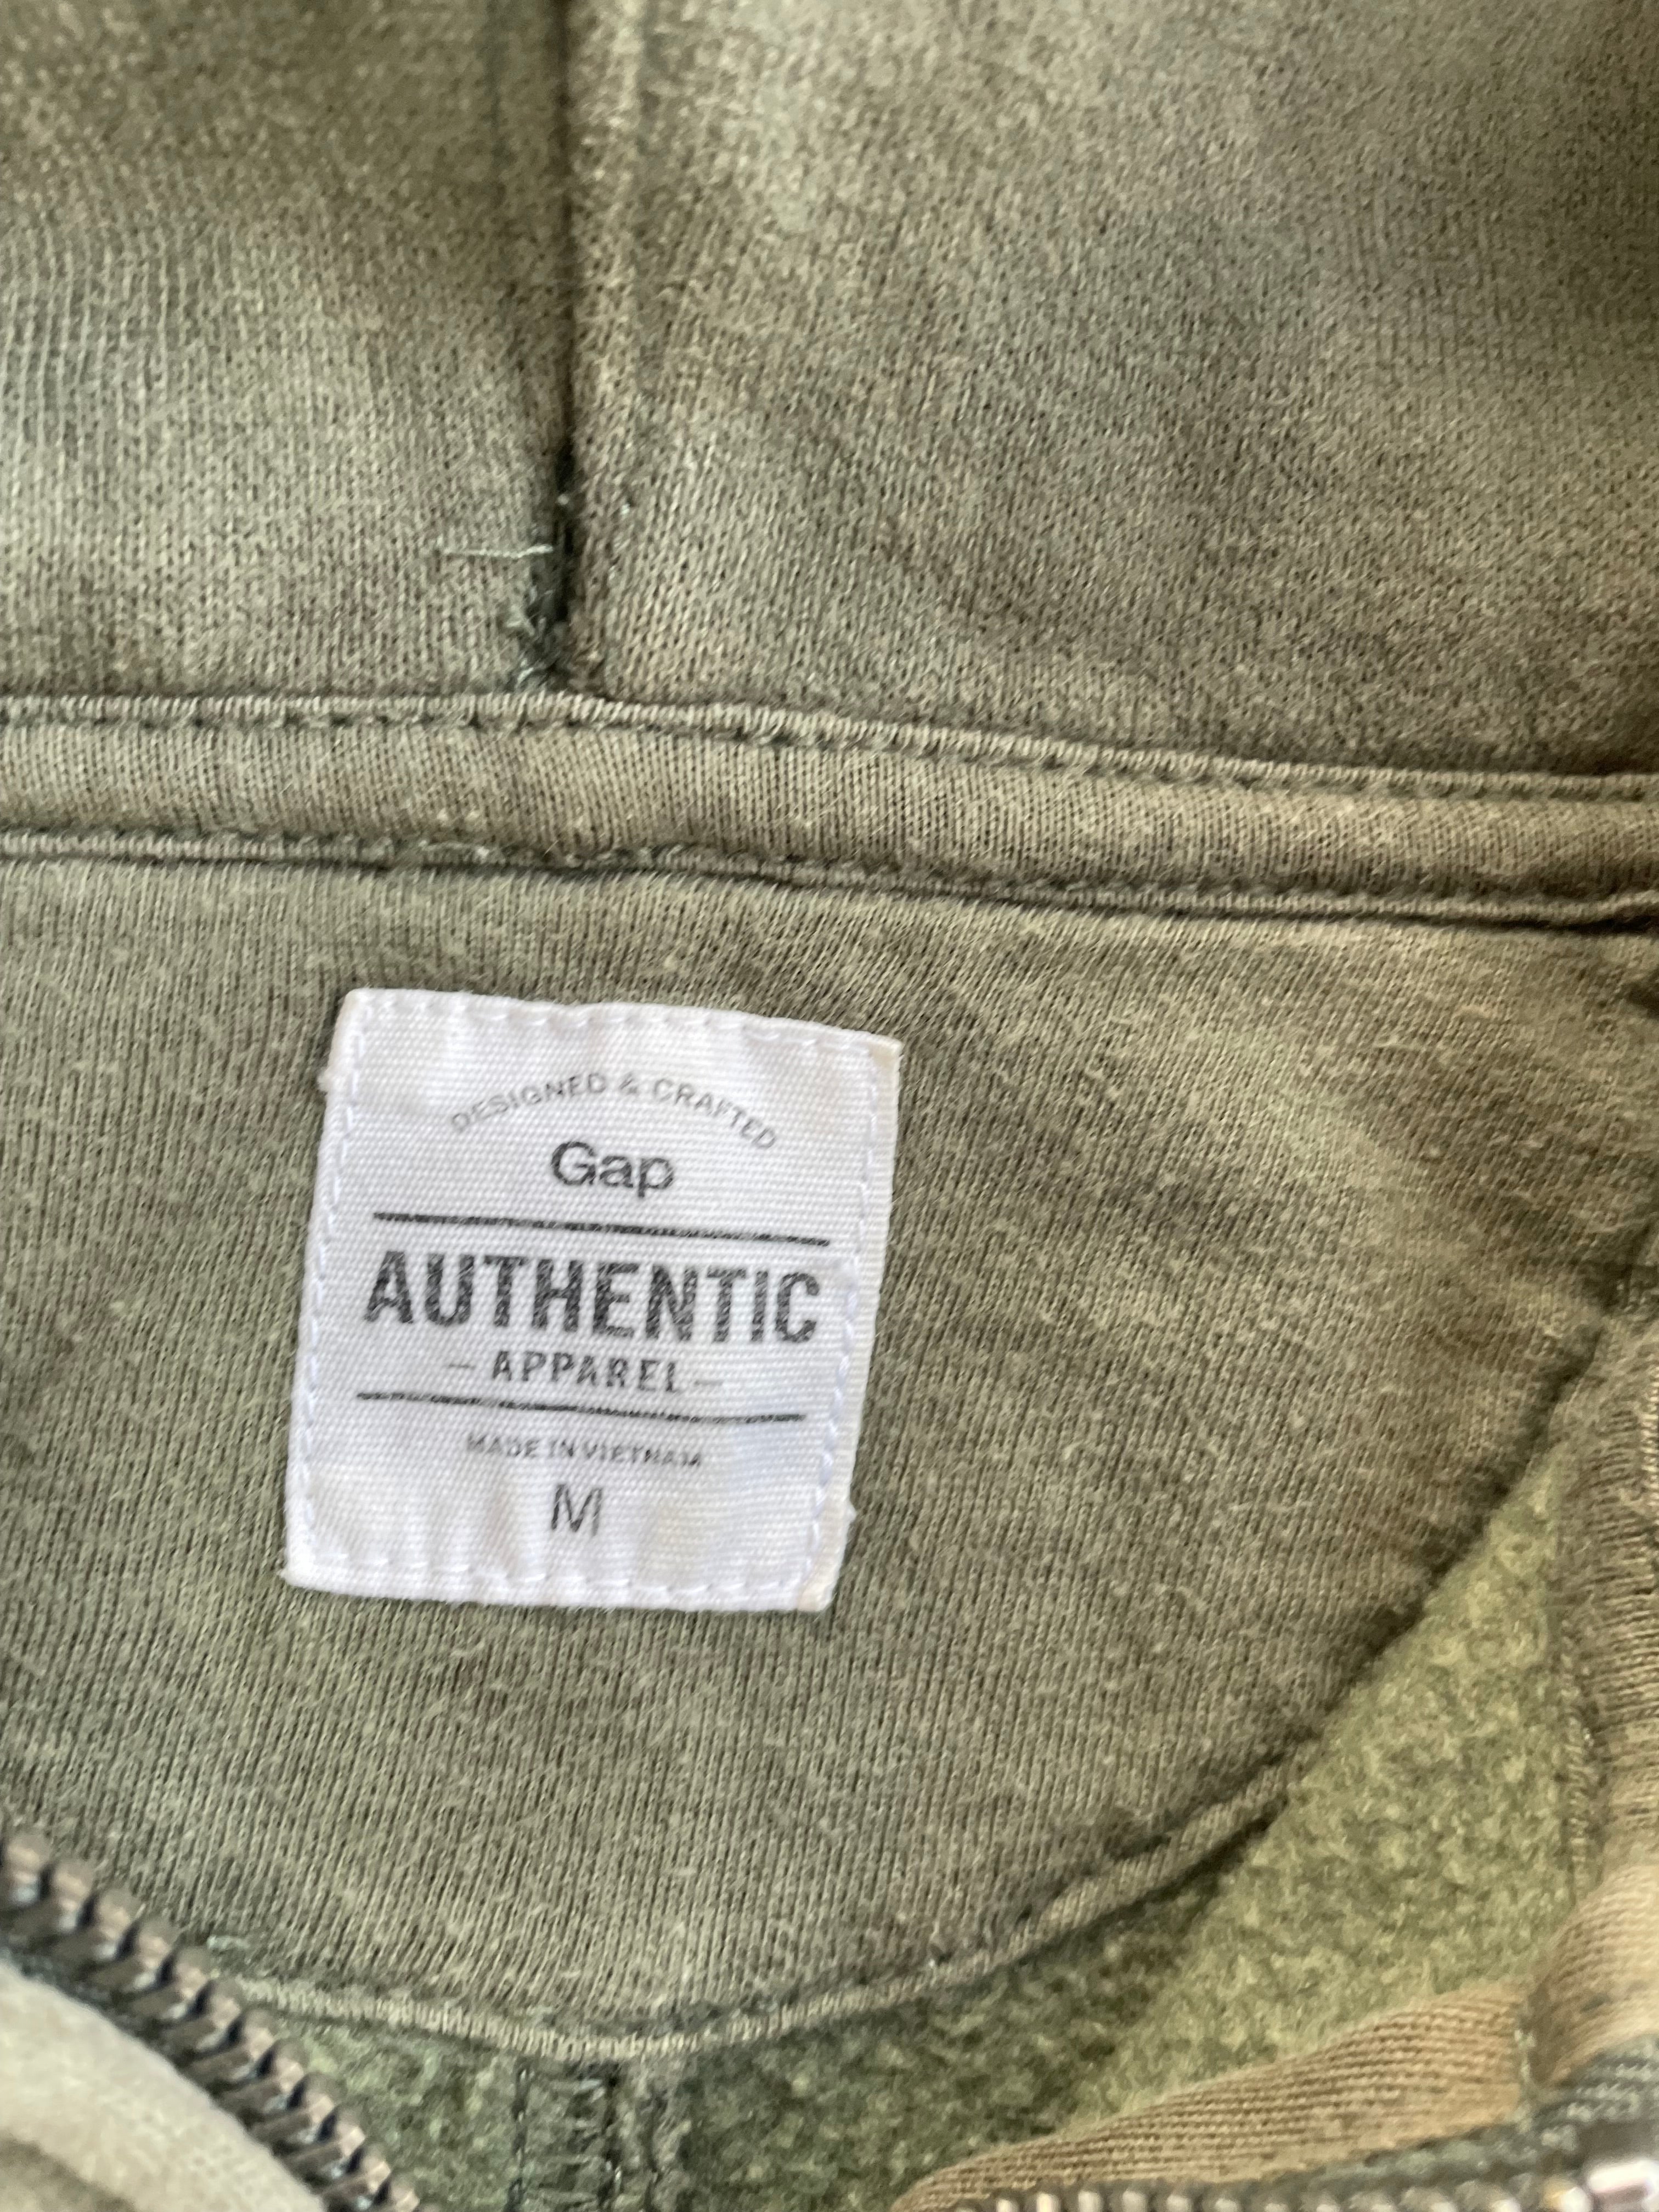 DESIGNED & CRAFTED
Gap
AUTHENTIC
- APPAREL -
MADE IN VIETNAM
M